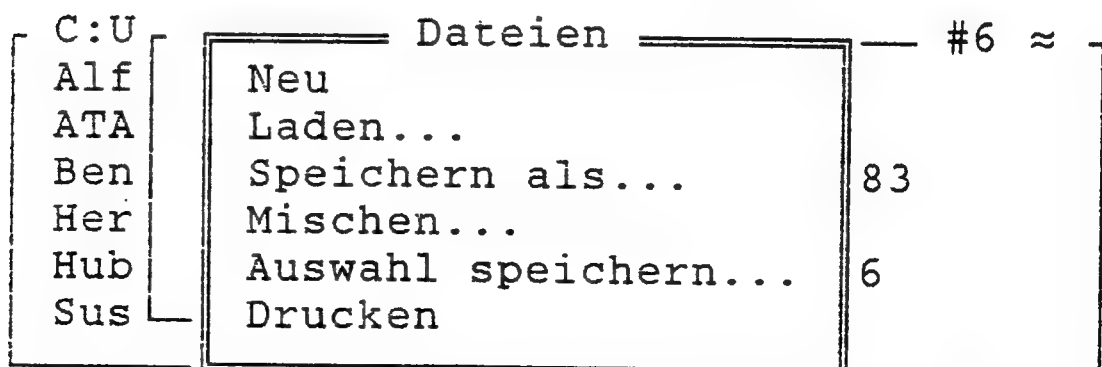 C:U Dateien #6 ≈
Alf Neu
ATA Laden...
Ben Speichern als... 83
Her Mischen...
Hub Auswahl speichern... 6
Sus Drucken